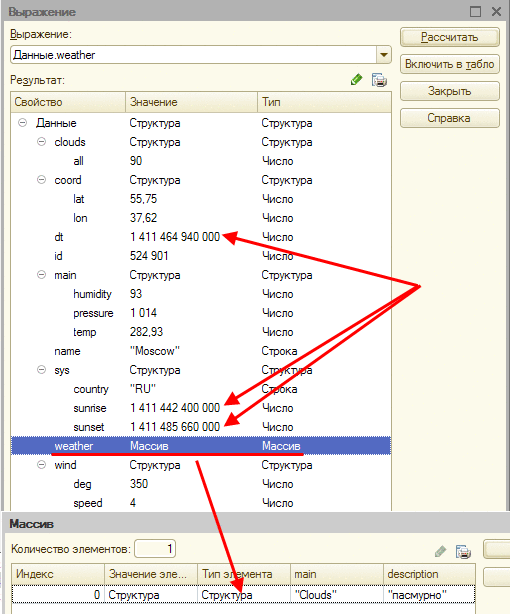 Выражение
Выражение:
Рассчитать
Данные.weather
Включить в табло
Результат:
Закрыть
Свойство Значение Тип
Справка
Данные Структура Структура
clouds Структура Структура
all 90 Число
coord Структура Структура
lat 55,75 Число
lon 37,62 Число
dt 1 411 464 940 000 Число
id 524 901 Число
main Структура Структура
humidity 93 Число
pressure 1 014 Число
temp 282,93 Число
name "Moscow" Строка
sys Структура Структура
country "RU" Строка
sunrise 1 411 442 400 000 Число
sunset 1 411 485 660 000 Число
weather Массив Массив
wind Структура Структура
deg 350 Число
speed 4 Число
Массив
Количество элементов: 1
Индекс Значение эле... Тип элемента main description
0 Структура Структура "Clouds" "пасмурно"